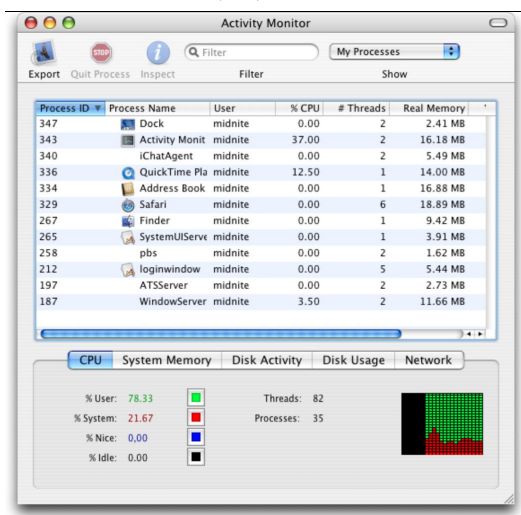 Activity Monitor
STOP
Filter
My Processes
Export Quit Process Inspect Filter Show
Process ID Process Name User % CPU # Threads Real Memory
347 Dock midnite 0.00 2 2.41 MB
343 Activity Monit midnite 37.00 2 16.18 MB
340 iChatAgent midnite 0.00 2 5.49 MB
336 QuickTime Pla midnite 12.50 1 14.00 MB
334 Address Book midnite 0.00 1 16.88 MB
329 Safari midnite 0.00 6 18.89 MB
267 Finder midnite 0.00 1 9.42 MB
265 SystemUIServe midnite 0.00 1 3.91 MB
258 pbs midnite 0.00 2 1.62 MB
212 loginwindow midnite 0.00 5 5.44 MB
197 ATSServer midnite 0.00 2 2.73 MB
187 WindowServer midnite 3.50 2 11.66 MB
CPU System Memory Disk Activity Disk Usage Network
% User: 78.33 Threads: 82
% System: 21.67 Processes: 35
% Nice: 0,00
% Idle: 0.00